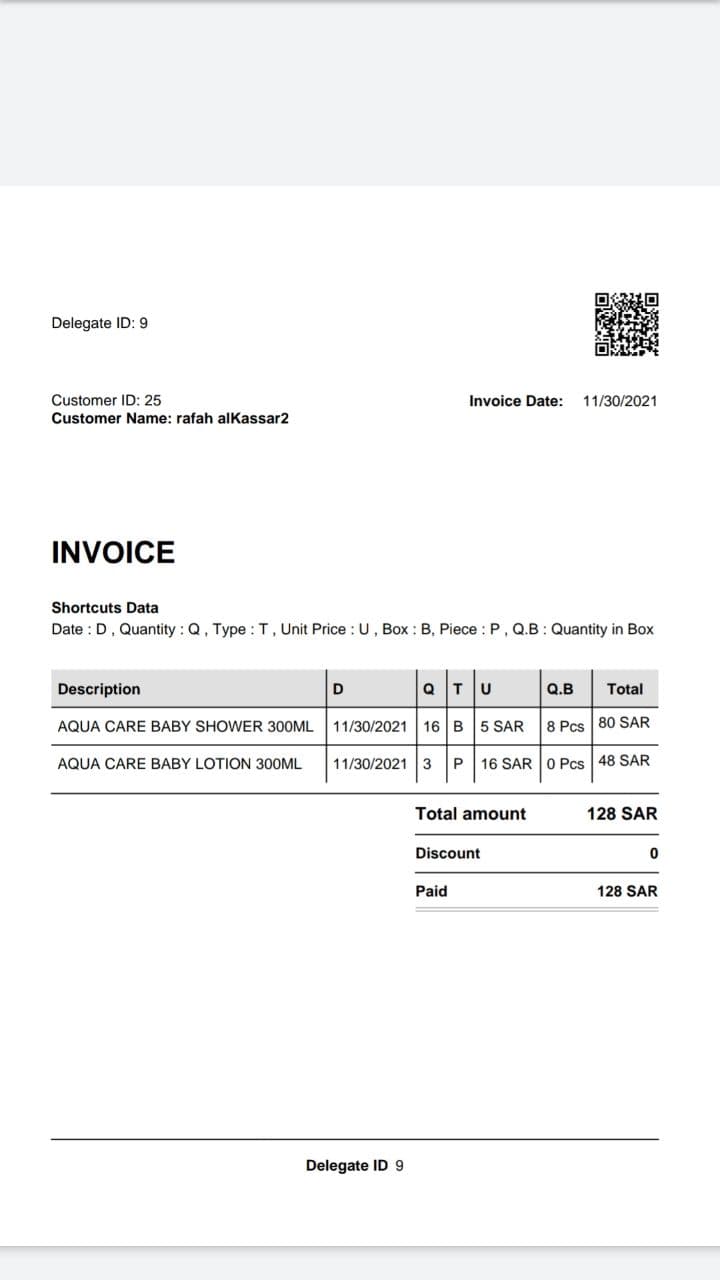 Delegate ID: 9
Customer ID: 25
Invoice Date: 11/30/2021
Customer Name: rafah alKassar2
INVOICE
Shortcuts Data
Date : D , Quantity : Q , Type : T , Unit Price : U , Box : B, Piece : P , Q.B : Quantity in Box
Description D Q T U Q.B Total
AQUA CARE BABY SHOWER 300ML 11/30/2021 16 B 5 SAR 8 Pcs 80 SAR
AQUA CARE BABY LOTION 300ML 11/30/2021 3 P 16 SAR 0 Pcs 48 SAR
Total amount 128 SAR
Discount 0
Paid 128 SAR
Delegate ID 9